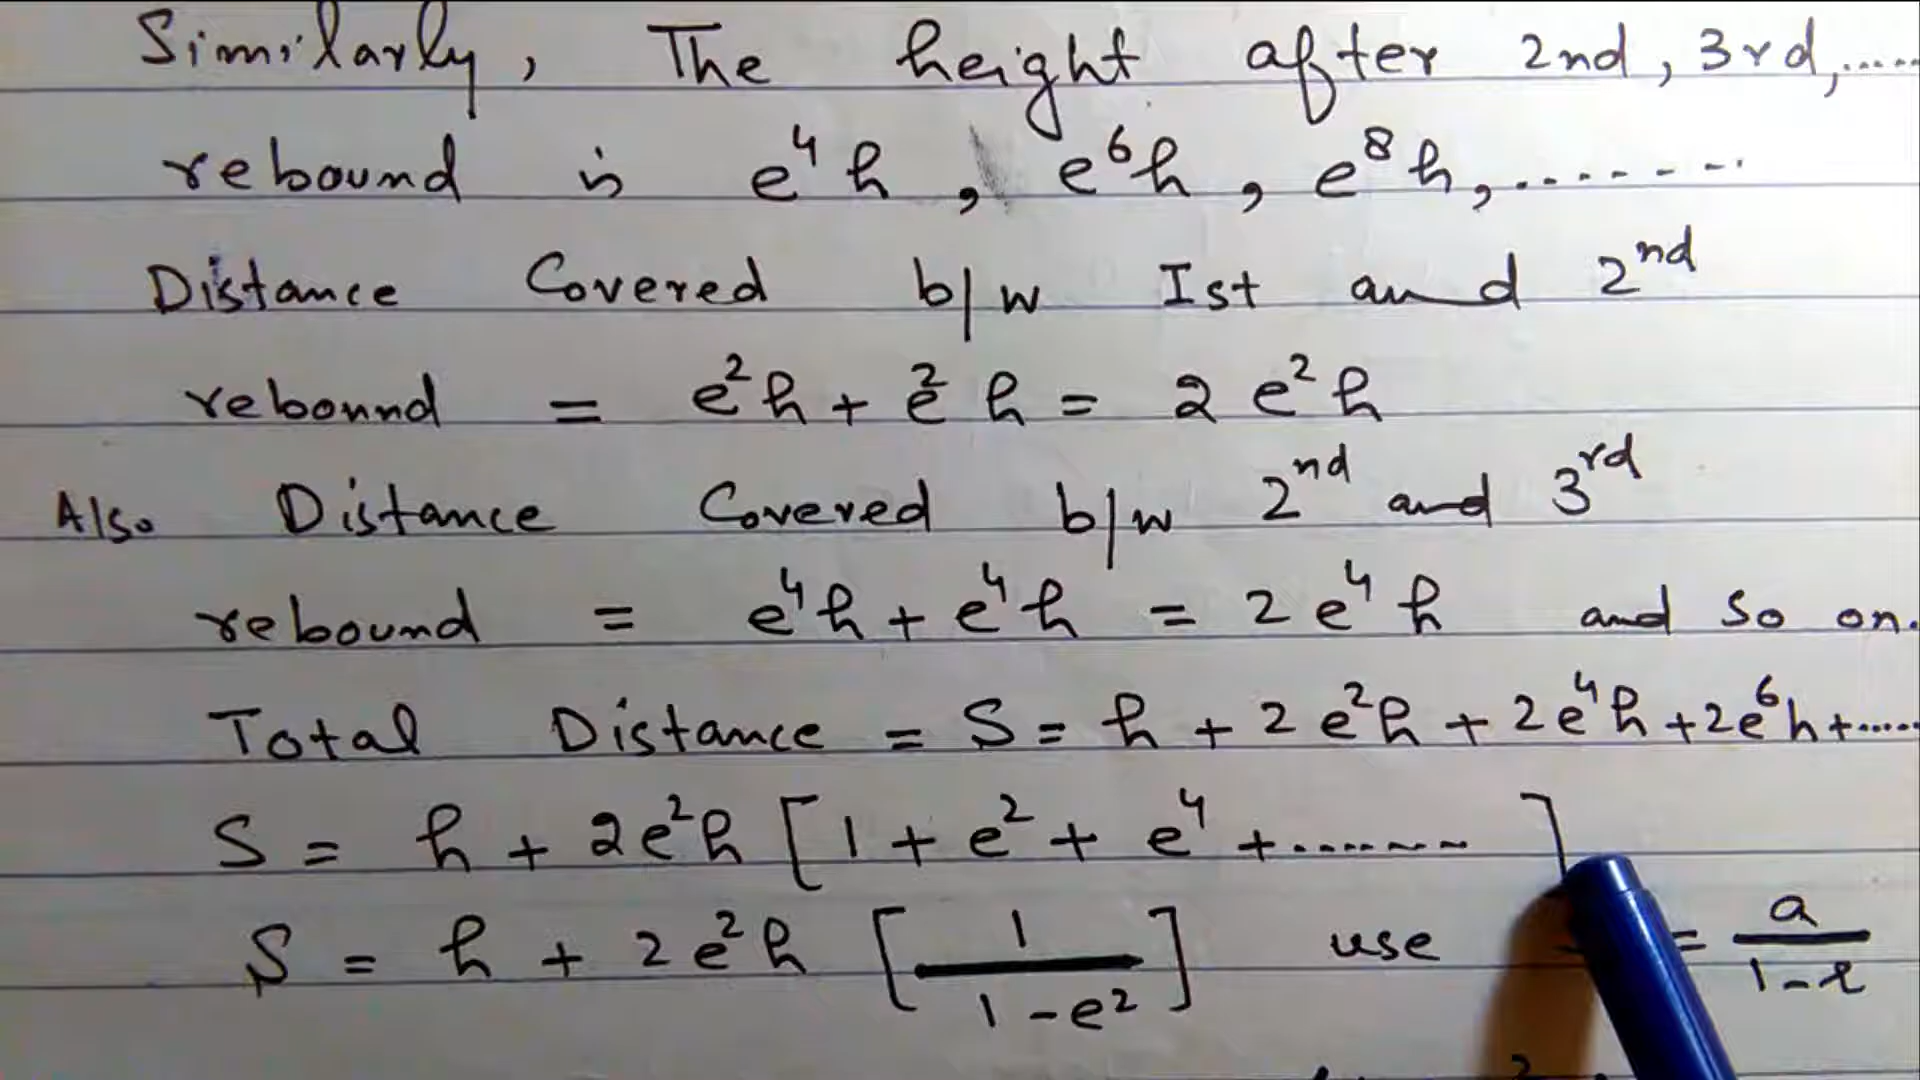 Similarly, The height after 2nd, 3rd,.....
rebound is e⁴h, e⁶h, e⁸h,.......
Distance Covered b/w Ist and 2ⁿᵈ
rebound = e²h + e²h = 2e²h
Also Distance Covered b/w 2ⁿᵈ and 3ʳᵈ
rebound = e⁴h + e⁴h = 2e⁴h and so on.
Total Distance = S = h + 2e²h + 2e⁴h + 2e⁶h + .....
S = h + 2e²h [1 + e² + e⁴ + .......]
S = h + 2e²h [1/(1-e²)] use = a/(1-r)